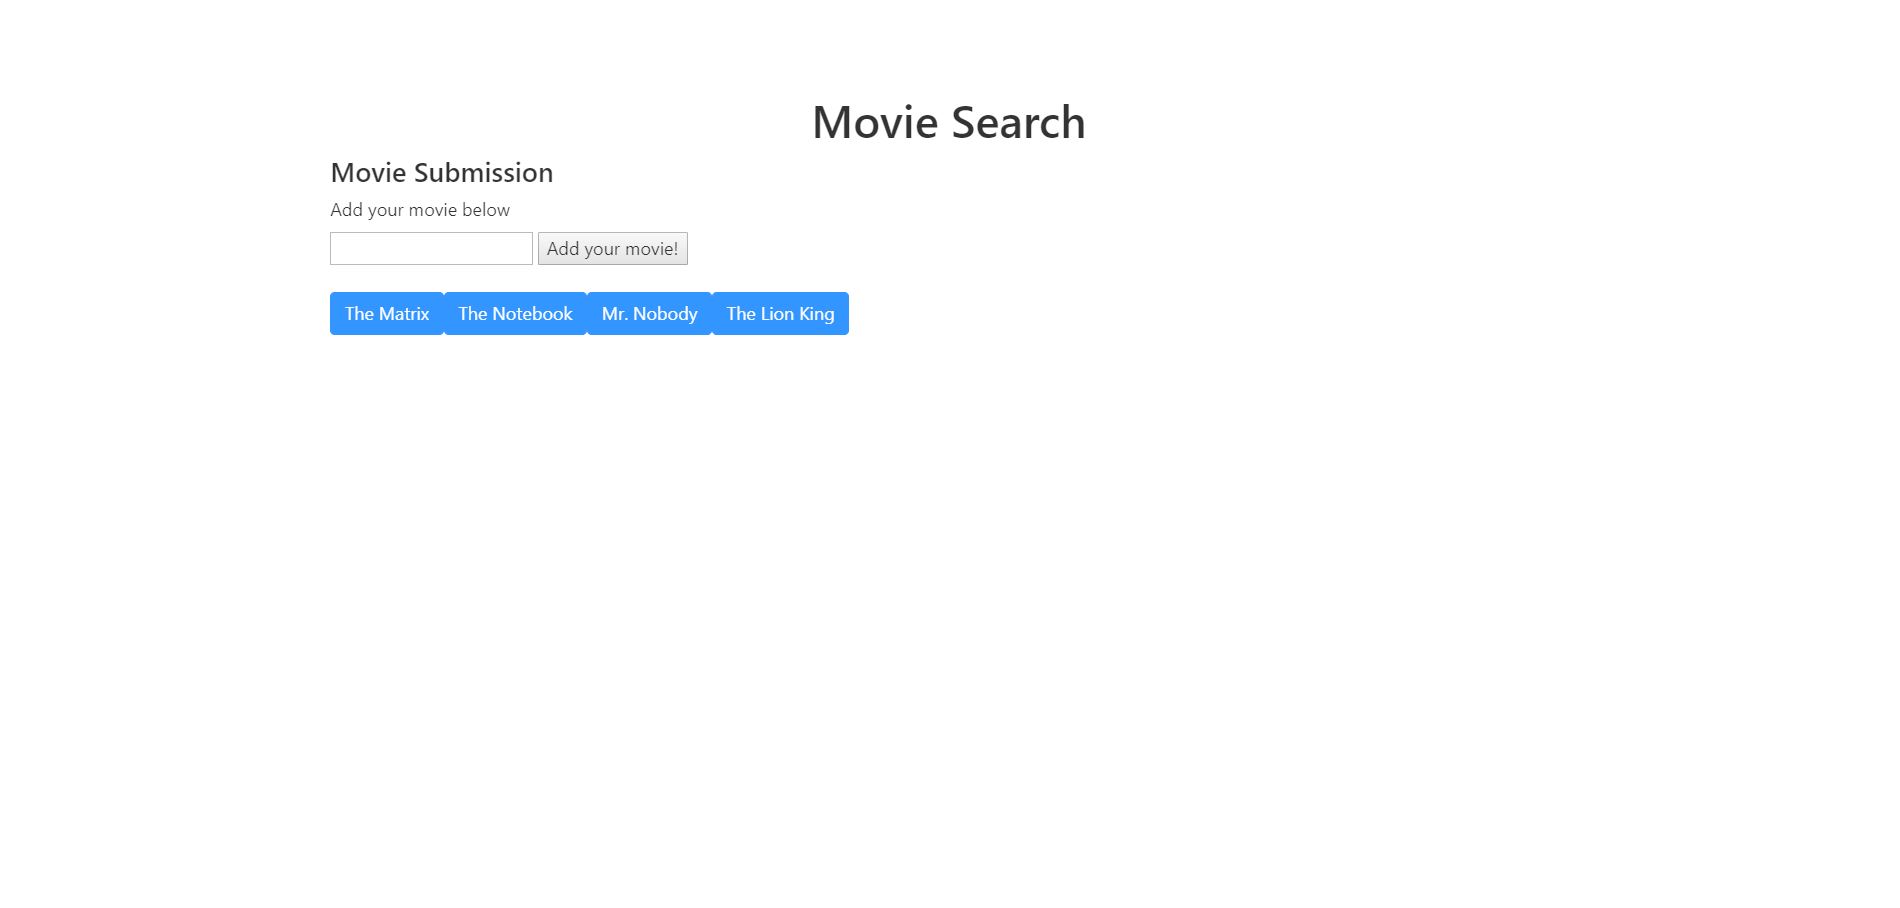 Movie Search
Movie Submission
Add your movie below
Add your movie!
The Matrix The Notebook Mr. Nobody The Lion King